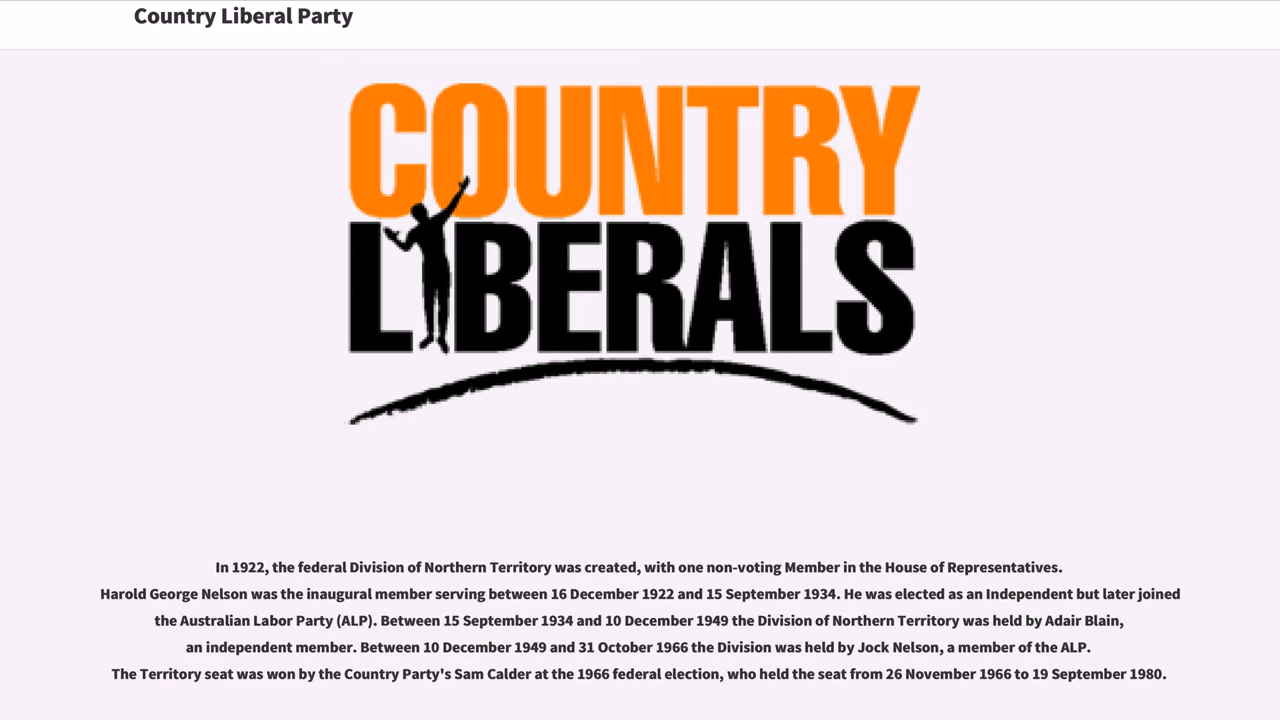 Country Liberal Party
COUNTRY
LIBERALS
In 1922, the federal Division of Northern Territory was created, with one non-voting Member in the House of Representatives.
Harold George Nelson was the inaugural member serving between 16 December 1922 and 15 September 1934. He was elected as an Independent but later joined
the Australian Labor Party (ALP). Between 15 September 1934 and 10 December 1949 the Division of Northern Territory was held by Adair Blain,
an independent member. Between 10 December 1949 and 31 October 1966 the Division was held by Jock Nelson, a member of the ALP.
The Territory seat was won by the Country Party's Sam Calder at the 1966 federal election, who held the seat from 26 November 1966 to 19 September 1980.